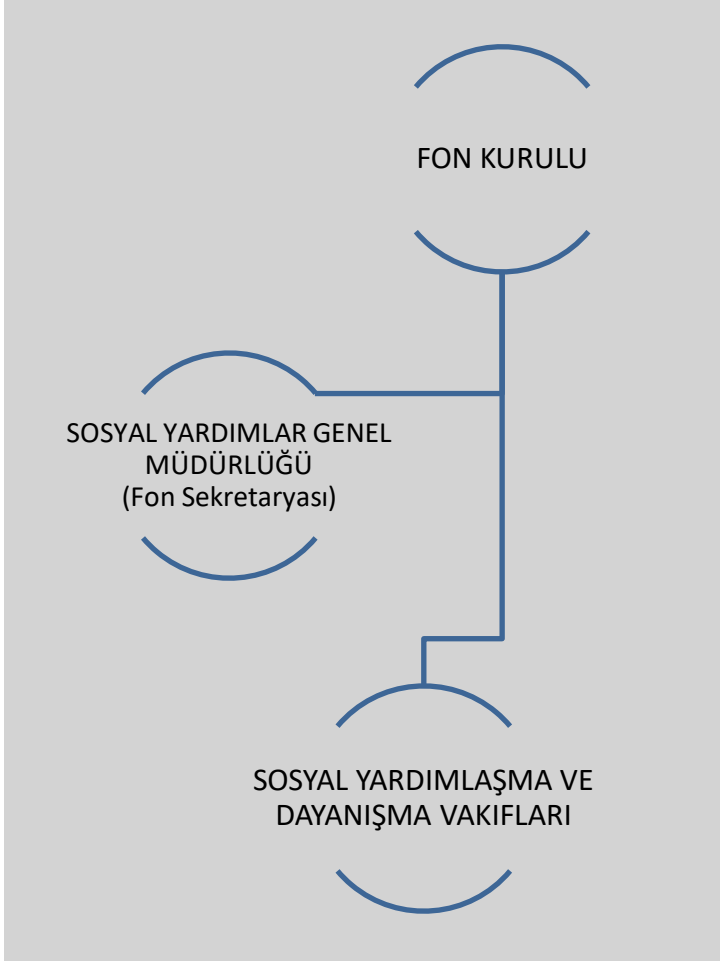 FON KURULU
SOSYAL YARDIMLAR GENEL
MÜDÜRLÜĞÜ
(Fon Sekretaryası)
SOSYAL YARDIMLAŞMA VE
DAYANIŞMA VAKIFLARI